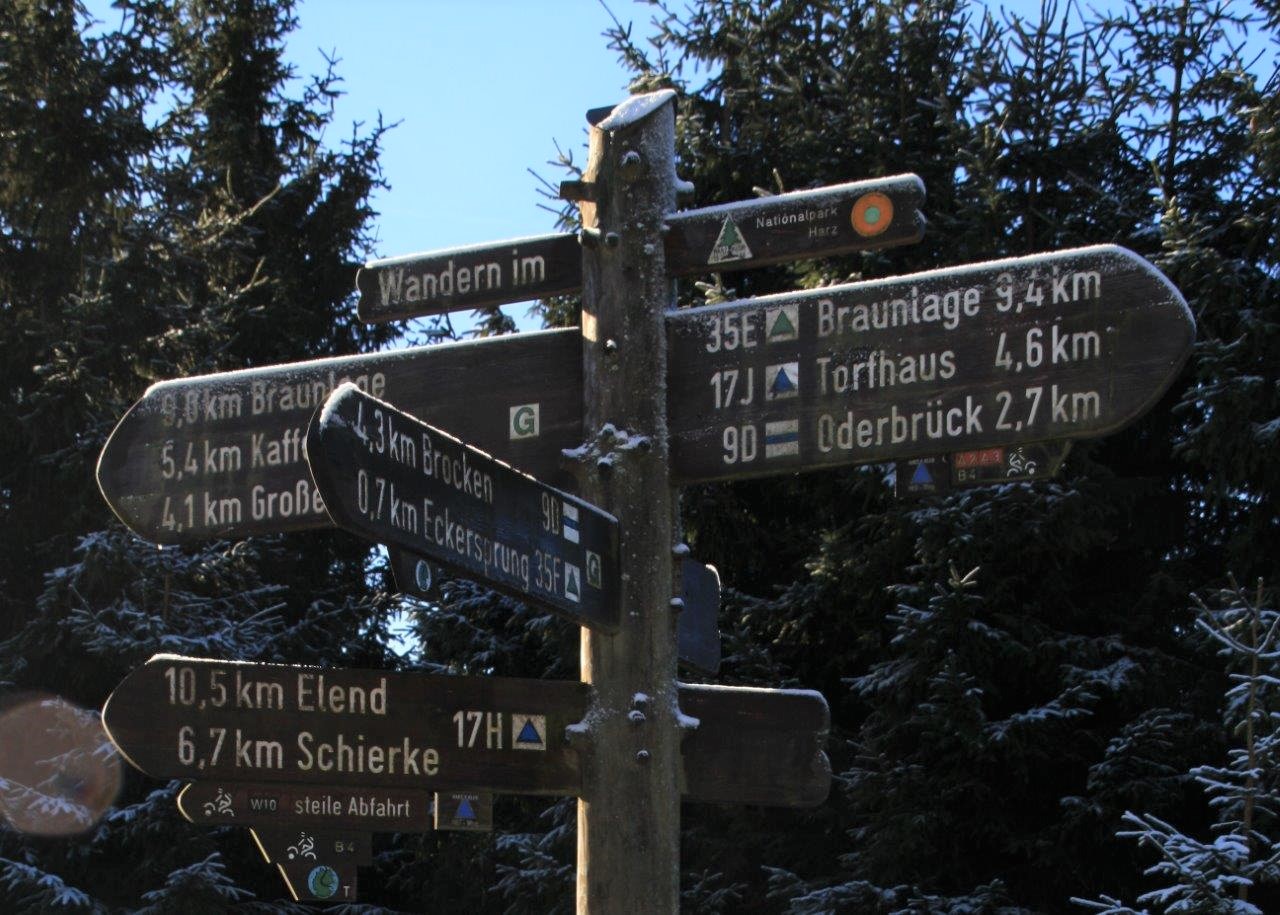 Wandern im
Nationalpark
Harz
35E Braunlage 9,4 km
17J Torfhaus 4,6 km
9D Oderbrück 2,7 km
km Braunlage
5,4 km Kaff
4,1 km Große
G
4,3 km Brocken 9D
0,7 km Eckersprung 35F
G
B4
10,5 km Elend
6,7 km Schierke
17H
W10 steile Abfahrt
B4
T